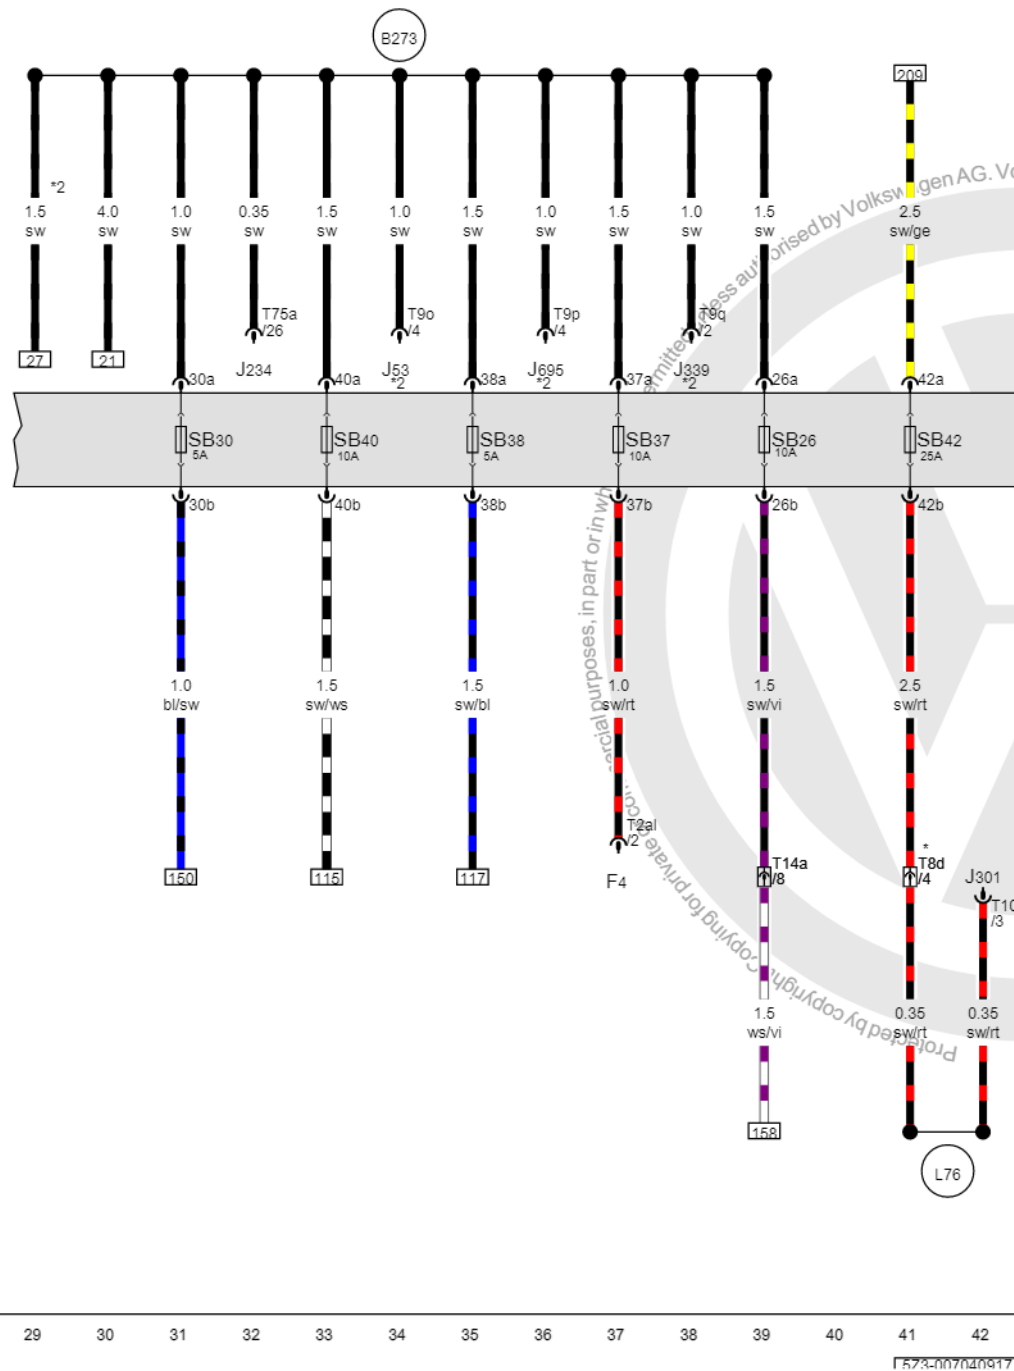 B273
209
*2
1.5 4.0 1.0 0.35 1.5 1.0 1.5 1.0 1.5 1.0 1.5 2.5
sw sw sw sw sw sw sw sw sw sw sw sw/ge
T75a T9o T9p T9q
/26 /4 /4 /2
27 21
J234 J53 J695 J339
*2 *2 *2
30a 40a 38a 37a 26a 42a
SB30 SB40 SB38 SB37 SB26 SB42
5A 10A 5A 10A 10A 25A
30b 40b 38b 37b 26b 42b
1.0 1.5 1.5 1.0 1.5 2.5
bl/sw sw/ws sw/bl sw/rt sw/vi sw/rt
T2al
/2
*
T14a T8d
/8 /4
150 115 117 F4 J301
T10
/3
1.5 0.35 0.35
ws/vi sw/rt sw/rt
158
L76
29 30 31 32 33 34 35 36 37 38 39 40 41 42
573-007040917